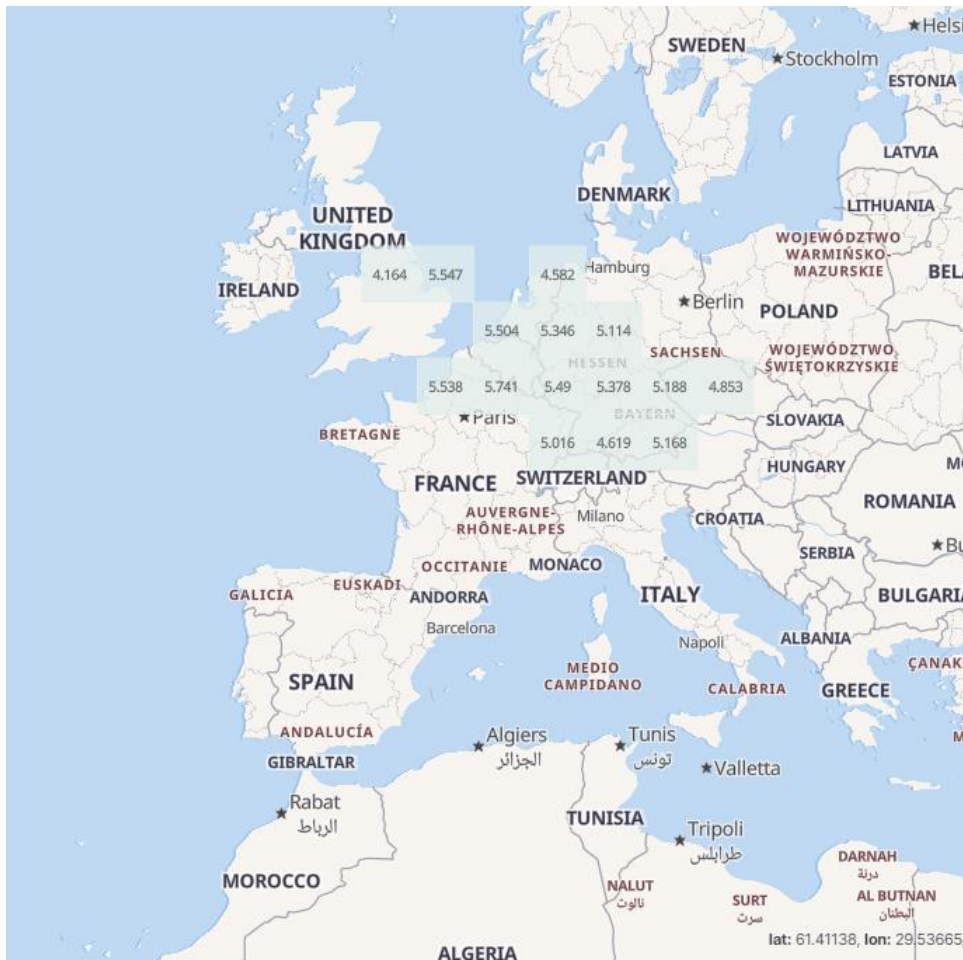 Helsi
SWEDEN
Stockholm
ESTONIA
LATVIA
DENMARK
LITHUANIA
UNITED
KINGDOM
WOJEWÓDZTWO
WARMIŃSKO-
MAZURSKIE
4.164
5.547
4.582
Hamburg
BELA
IRELAND
Berlin
POLAND
5.504
5.346
5.114
HESSEN
SACHSEN
WOJEWÓDZTWO
ŚWIĘTOKRZYSKIE
5.538
5.741
5.49
5.378
5.188
4.853
Paris
BAYERN
SLOVAKIA
BRETAGNE
5.016
4.619
5.168
HUNGARY
MO
FRANCE
SWITZERLAND
ROMANIA
AUVERGNE-
RHÔNE-ALPES
Milano
CROATIA
SERBIA
Bu
OCCITANIE
MONACO
EUSKADI
GALICIA
ANDORRA
ITALY
BULGARIA
Barcelona
Napoli
ALBANIA
MEDIO
CAMPIDANO
ÇANAK
SPAIN
CALABRIA
GREECE
ANDALUCÍA
Algiers
الجزائر
Tunis
تونس
M
GIBRALTAR
Valletta
Rabat
الرباط
TUNISIA
Tripoli
طرابلس
DARNAH
درنة
MOROCCO
NALUT
نالوت
SURT
سرت
AL BUTNAN
البطنان
ALGERIA
lat: 61.41138, lon: 29.53665,